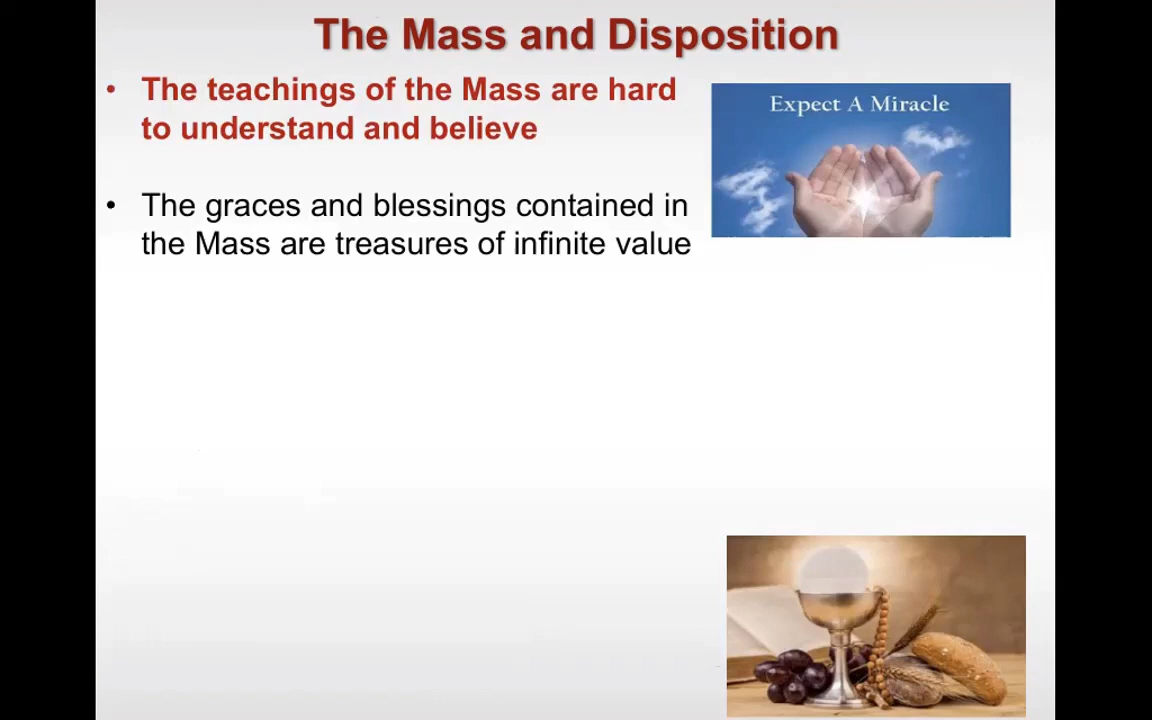 The Mass and Disposition
• The teachings of the Mass are hard
to understand and believe
• The graces and blessings contained in
the Mass are treasures of infinite value
Expect A Miracle